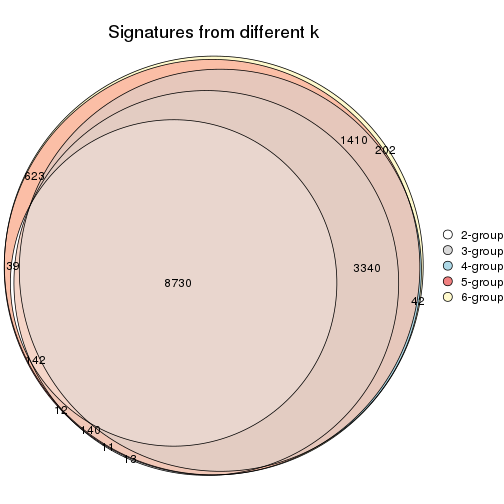 Signatures from different k
1410
202
623
39
3340
8730
42
142
12
140
11
13
2-group
3-group
4-group
5-group
6-group